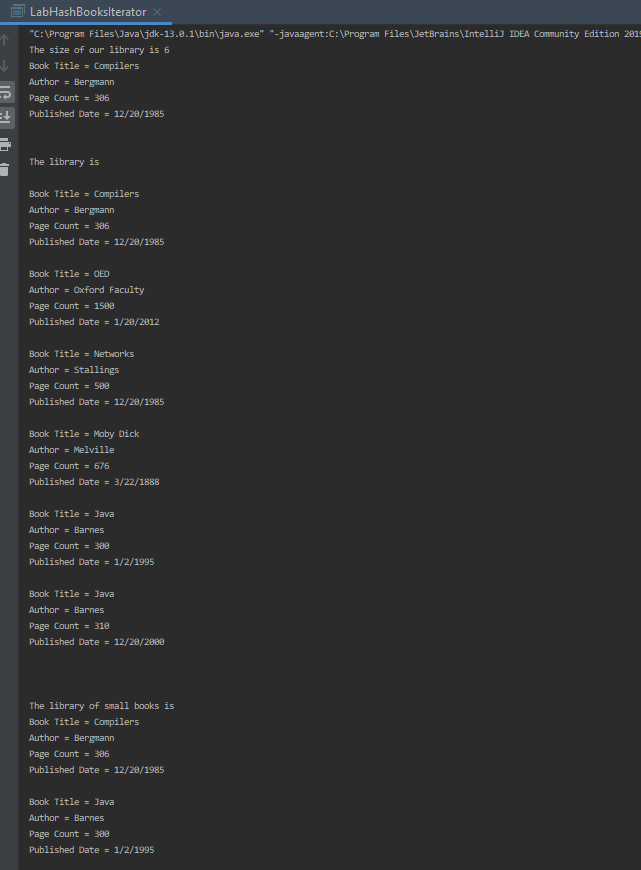 LabHashBooksIterator
"C:\Program Files\Java\jdk-13.0.1\bin\java.exe" "-javaagent:C:\Program Files\JetBrains\IntelliJ IDEA Community Edition 2019
The size of our library is 6
Book Title = Compilers
Author = Bergmann
Page Count = 306
Published Date = 12/20/1985
The library is
Book Title = Compilers
Author = Bergmann
Page Count = 306
Published Date = 12/20/1985
Book Title = OED
Author = Oxford Faculty
Page Count = 1500
Published Date = 1/20/2012
Book Title = Networks
Author = Stallings
Page Count = 500
Published Date = 12/20/1985
Book Title = Moby Dick
Author = Melville
Page Count = 676
Published Date = 3/22/1888
Book Title = Java
Author = Barnes
Page Count = 300
Published Date = 1/2/1995
Book Title = Java
Author = Barnes
Page Count = 310
Published Date = 12/20/2000
The library of small books is
Book Title = Compilers
Author = Bergmann
Page Count = 306
Published Date = 12/20/1985
Book Title = Java
Author = Barnes
Page Count = 300
Published Date = 1/2/1995